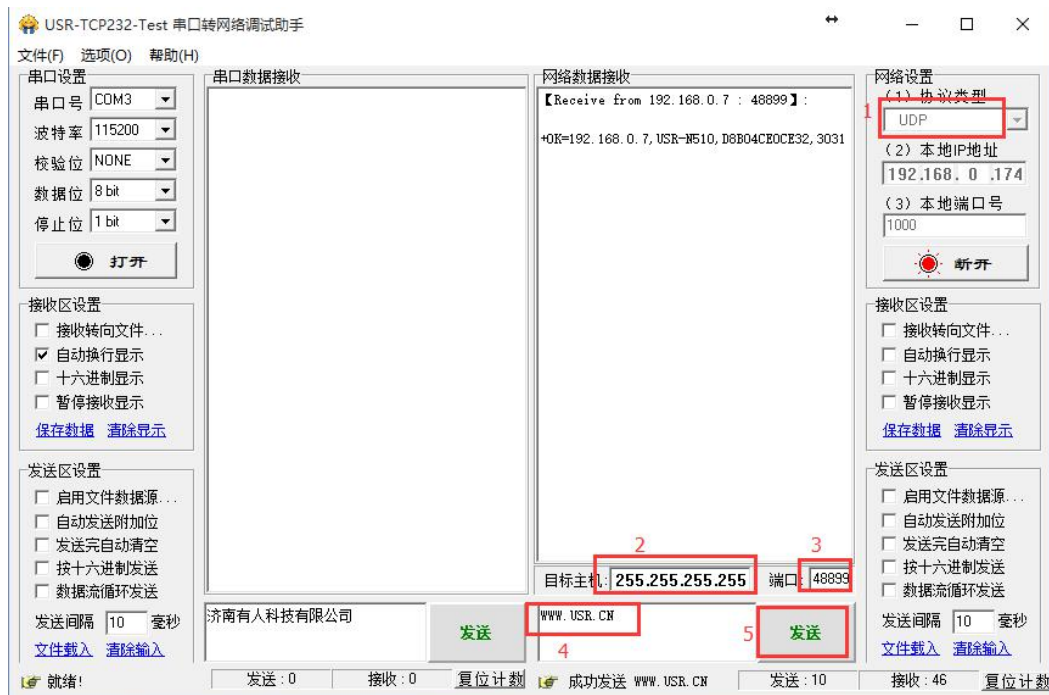 USR-TCP232-Test 串口转网络调试助手
文件(F) 选项(O) 帮助(H)
串口设置
串口号 COM3
波特率 115200
校验位 NONE
数据位 8 bit
停止位 1 bit
打开
接收区设置
接收转向文件...
自动换行显示
十六进制显示
暂停接收显示
保存数据 清除显示
发送区设置
启用文件数据源...
自动发送附加位
发送完自动清空
按十六进制发送
数据流循环发送
发送间隔 10 毫秒
文件载入 清除输入
串口数据接收
济南有人科技有限公司
发送
网络数据接收
【Receive from 192.168.0.7 : 48899】:
+OK=192.168.0.7,USR-N510,D8B04CE0CE32,3031
2
3
目标主机: 255.255.255.255 端口: 48899
WWW.USR.CN
4
5
发送
网络设置
(1) 协议类型
1
UDP
(2) 本地IP地址
192.168. 0 .174
(3) 本地端口号
1000
断开
接收区设置
接收转向文件...
自动换行显示
十六进制显示
暂停接收显示
保存数据 清除显示
发送区设置
启用文件数据源...
自动发送附加位
发送完自动清空
按十六进制发送
数据流循环发送
发送间隔 10 毫秒
文件载入 清除输入
就绪! 发送:0 接收:0 复位计数
成功发送 WWW.USR.CN 发送:10 接收:46 复位计数